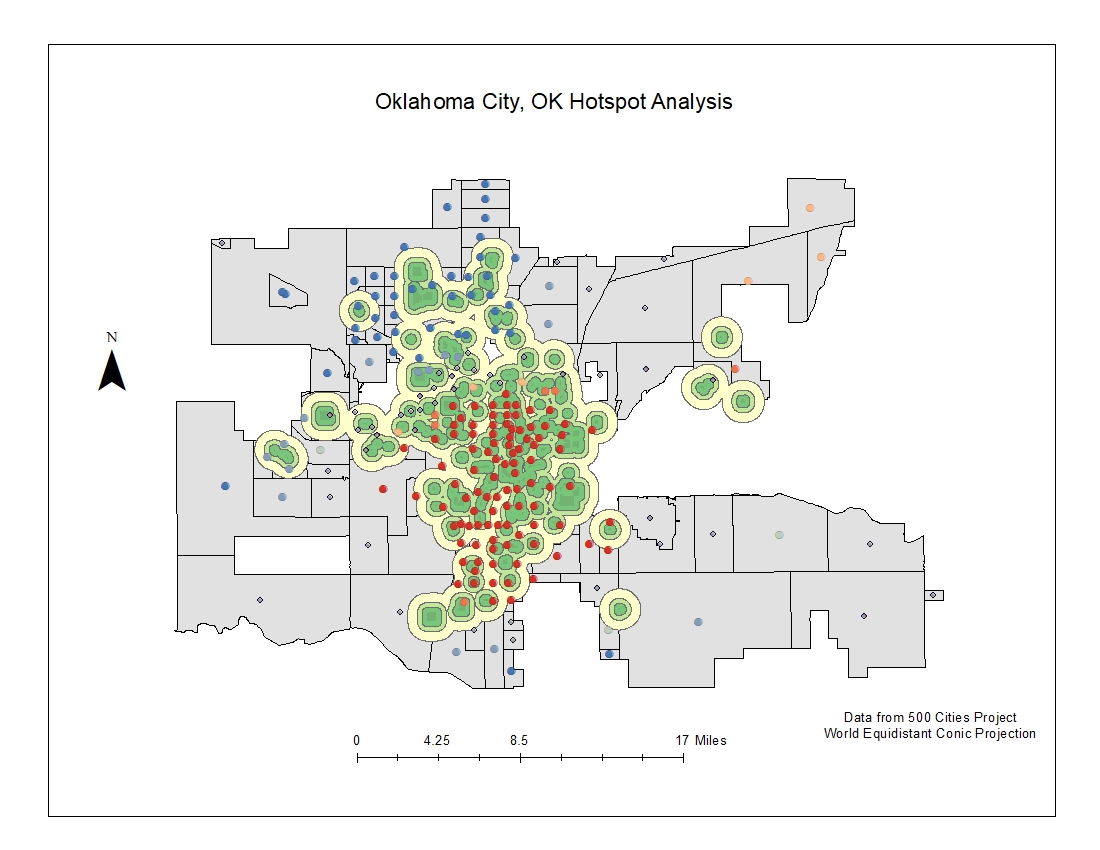 Oklahoma City, OK Hotspot Analysis
N
Data from 500 Cities Project
World Equidistant Conic Projection
0 4.25 8.5 17 Miles